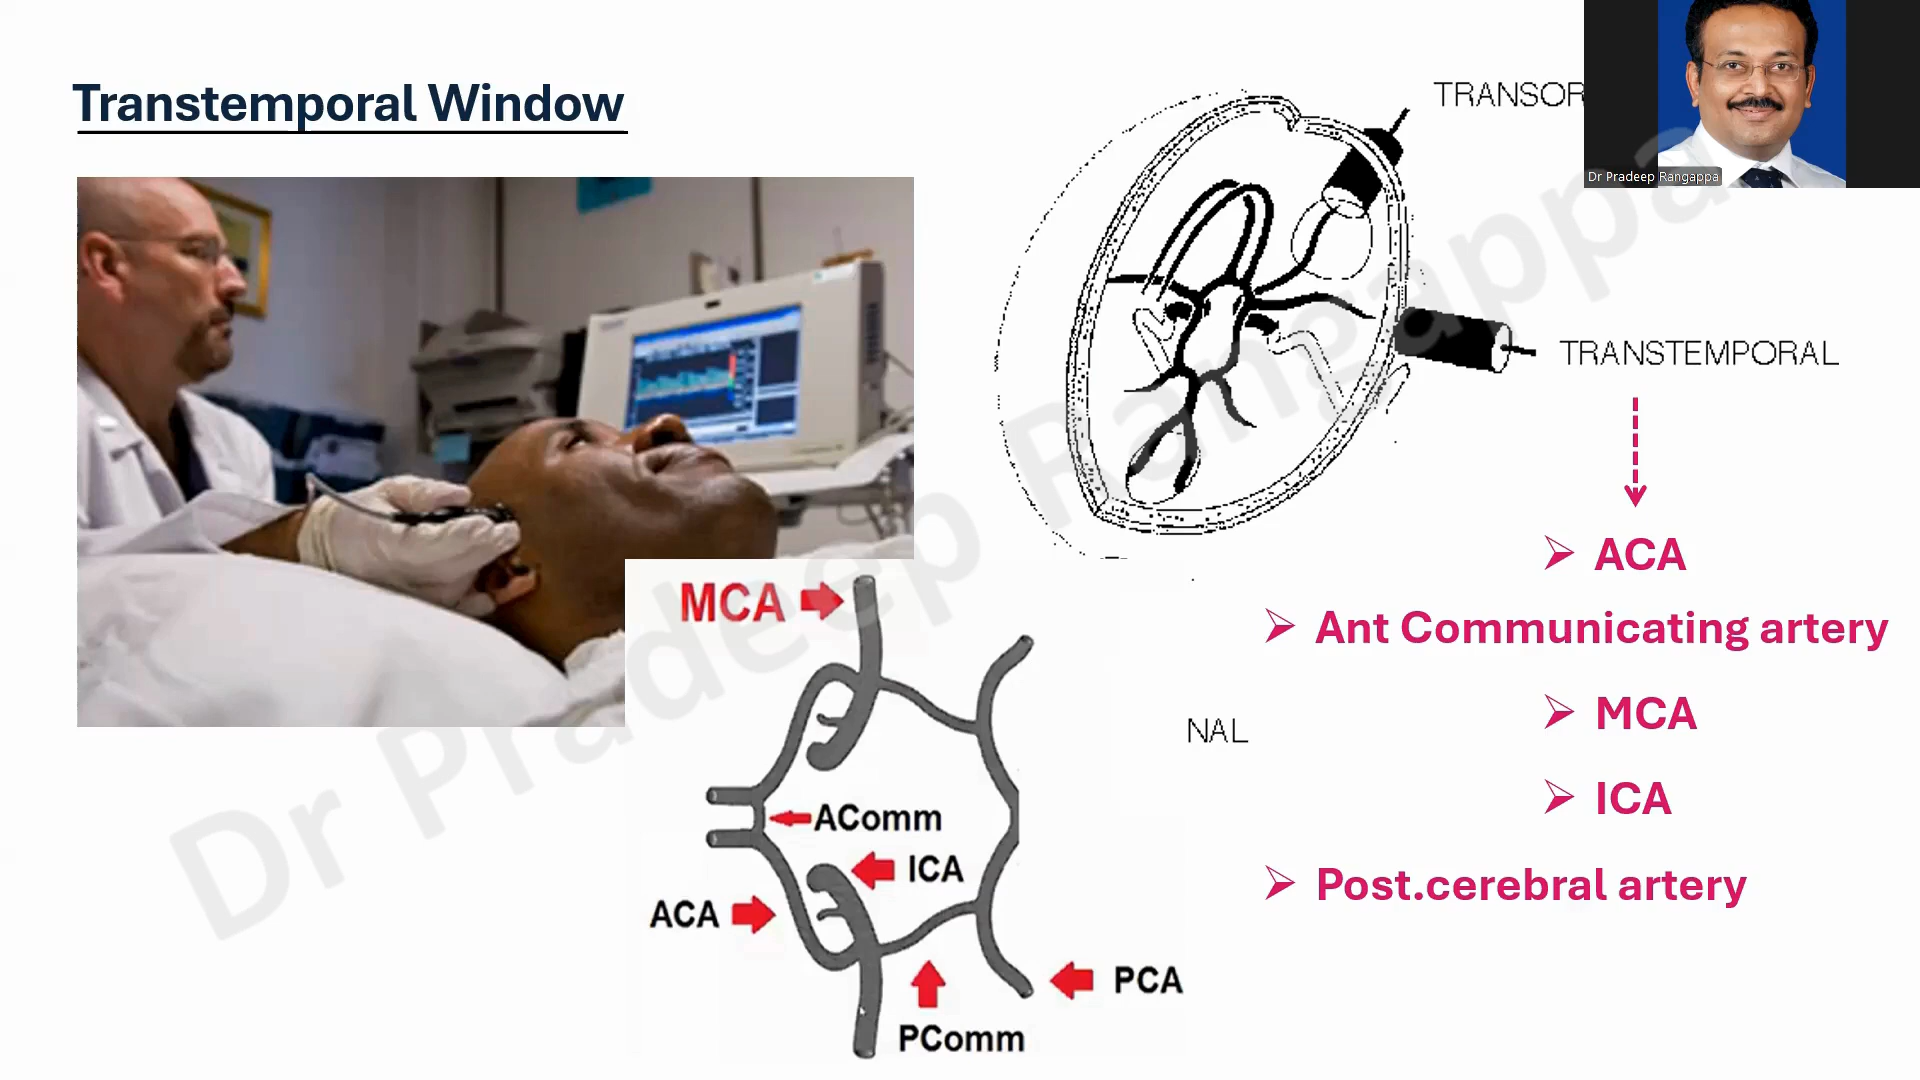 Transtemporal Window
TRANSOR
Dr Pradeep Rangappa
TRANSTEMPORAL
ACA
Ant Communicating artery
MCA
ICA
Post.cerebral artery
NAL
MCA
AComm
ICA
ACA
PCA
PComm
Dr Pradeep Rangappa